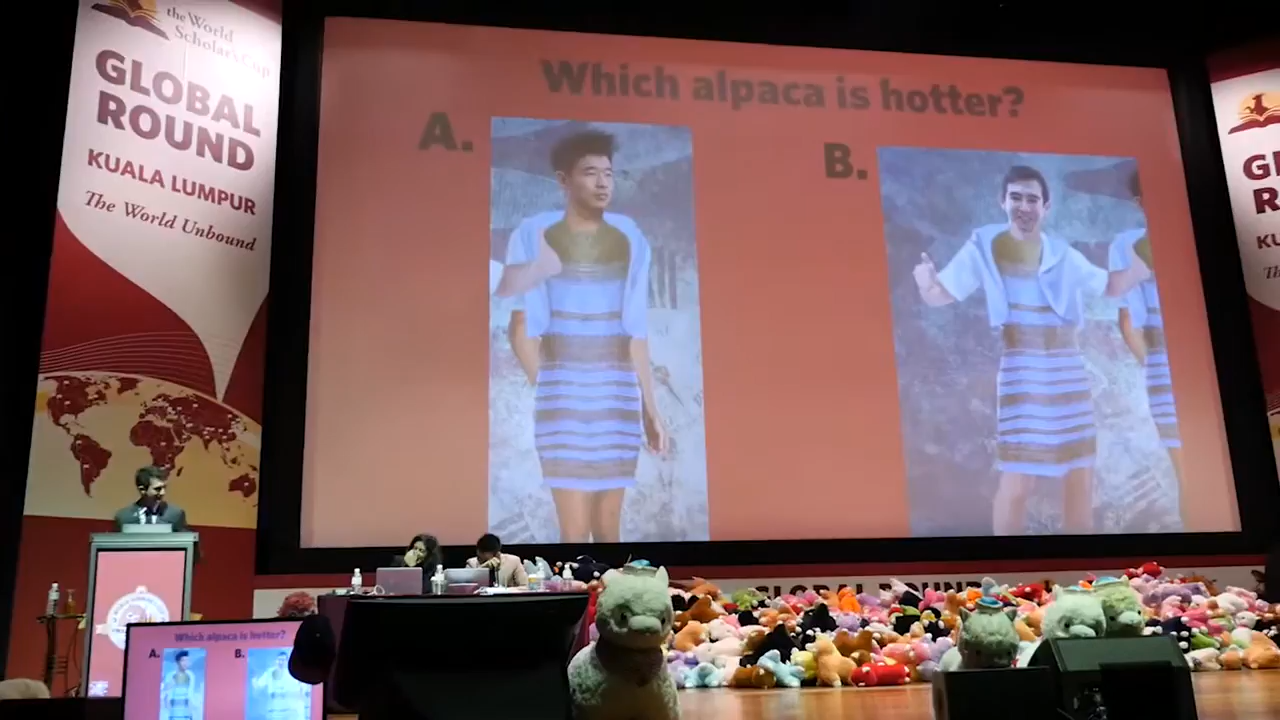 the World
Scholar's Cup
GLOBAL
ROUND
KUALA LUMPUR
The World Unbound
Which alpaca is hotter?
A.
B.
GLOBAL ROUND
Which alpaca is hotter?
A.
B.